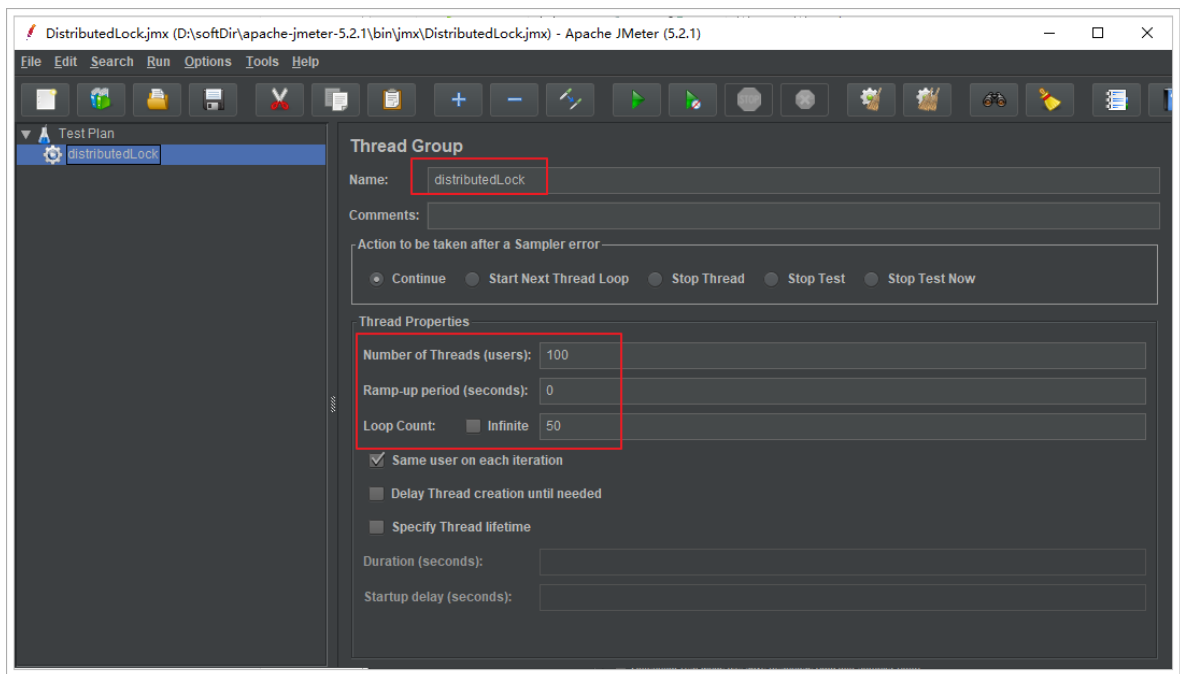 DistributedLock.jmx (D:\softDir\apache-jmeter-5.2.1\bin\jmx\DistributedLock.jmx) - Apache JMeter (5.2.1)
File Edit Search Run Options Tools Help
STOP
Test Plan
distributedLock
Thread Group
Name: distributedLock
Comments:
Action to be taken after a Sampler error
Continue Start Next Thread Loop Stop Thread Stop Test Stop Test Now
Thread Properties
Number of Threads (users): 100
Ramp-up period (seconds): 0
Loop Count: Infinite 50
Same user on each iteration
Delay Thread creation until needed
Specify Thread lifetime
Duration (seconds):
Startup delay (seconds):